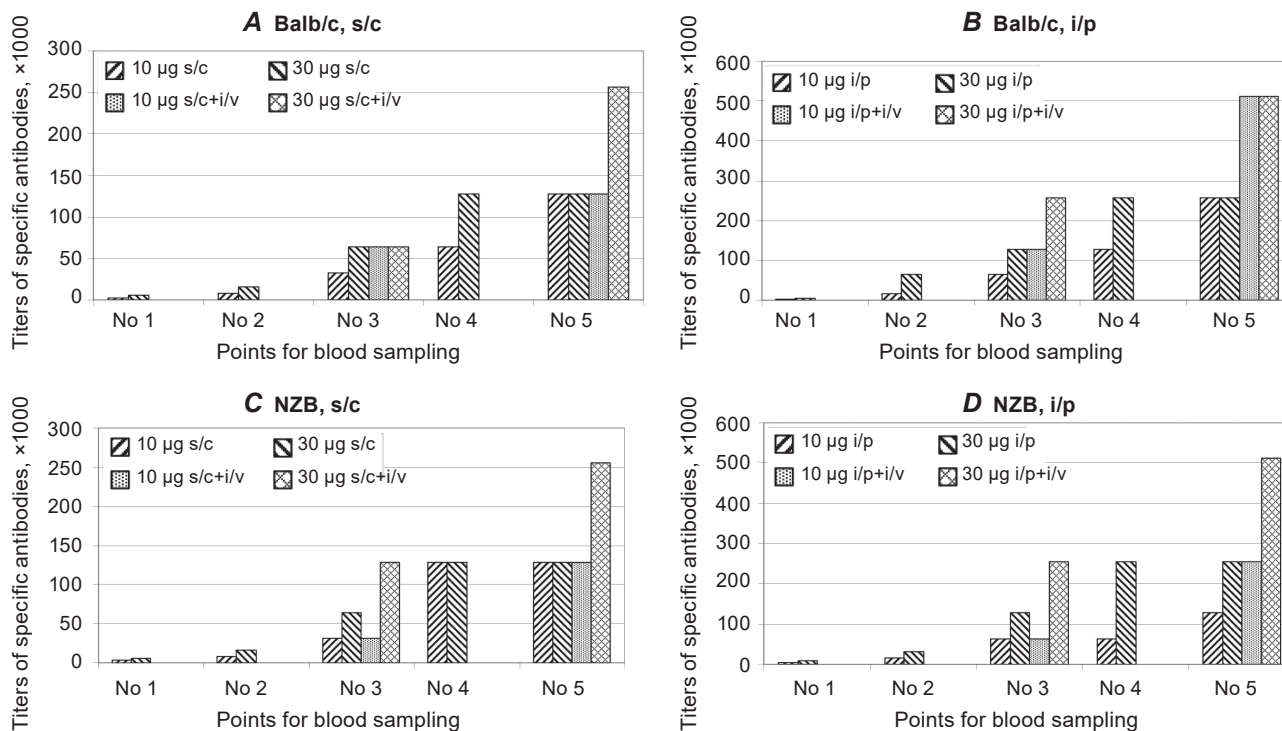 A Balb/c, s/c
Titers of specific antibodies, ×1000
300
250
200
150
100
50
0
10 µg s/c
30 µg s/c
10 µg s/c+i/v
30 µg s/c+i/v
No 1
No 2
No 3
No 4
No 5
Points for blood sampling
B Balb/c, i/p
Titers of specific antibodies, ×1000
600
500
400
300
200
100
0
10 µg i/p
30 µg i/p
10 µg i/p+i/v
30 µg i/p+i/v
No 1
No 2
No 3
No 4
No 5
Points for blood sampling
C NZB, s/c
Titers of specific antibodies, ×1000
300
250
200
150
100
50
0
10 µg s/c
30 µg s/c
10 µg s/c+i/v
30 µg s/c+i/v
No 1
No 2
No 3
No 4
No 5
Points for blood sampling
D NZB, i/p
Titers of specific antibodies, ×1000
600
500
400
300
200
100
0
10 µg i/p
30 µg i/p
10 µg i/p+i/v
30 µg i/p+i/v
No 1
No 2
No 3
No 4
No 5
Points for blood sampling